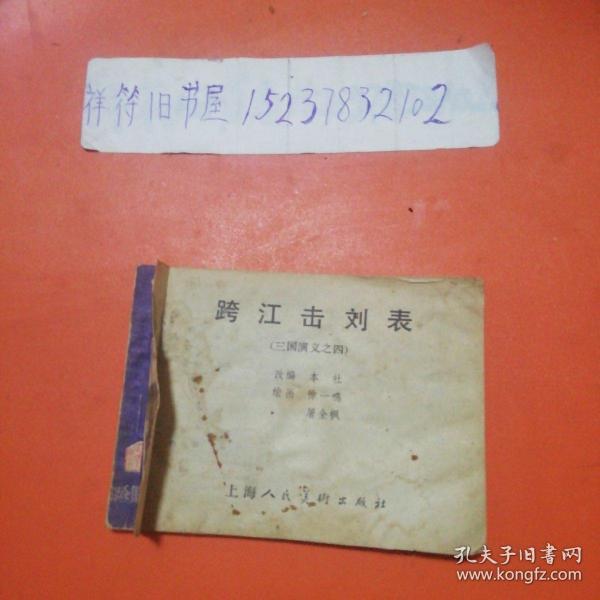 祥符旧书屋 15237832102
跨江击刘表
(三国演义之四)
改编 本社
绘画 徐一鸣
屠全枫
上海人民美術出版社
孔夫子旧書网
www.kongfz.com